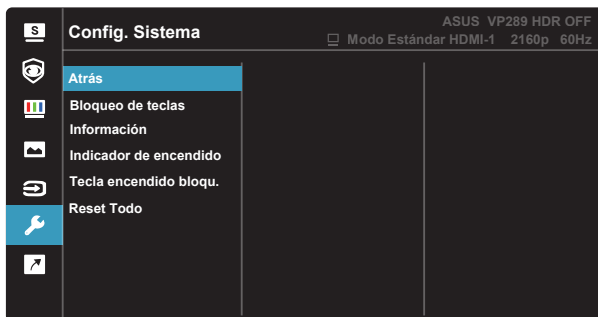 S
Config. Sistema
ASUS VP289 HDR OFF
Modo Estándar HDMI-1 2160p 60Hz
Atrás
Bloqueo de teclas
Información
Indicador de encendido
Tecla encendido bloqu.
Reset Todo